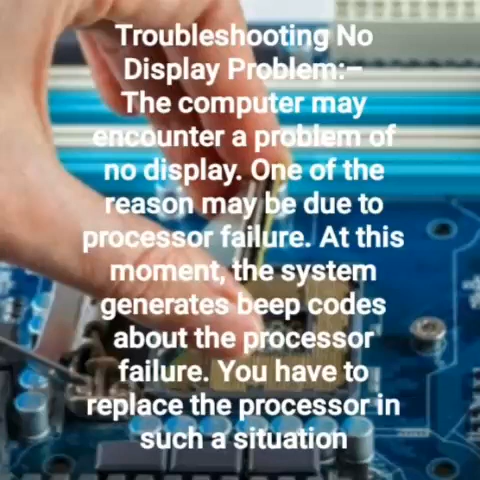 Troubleshooting No
Display Problem:–
The computer may
encounter a problem of
no display. One of the
reason may be due to
processor failure. At this
moment, the system
generates beep codes
about the processor
failure. You have to
replace the processor in
such a situation